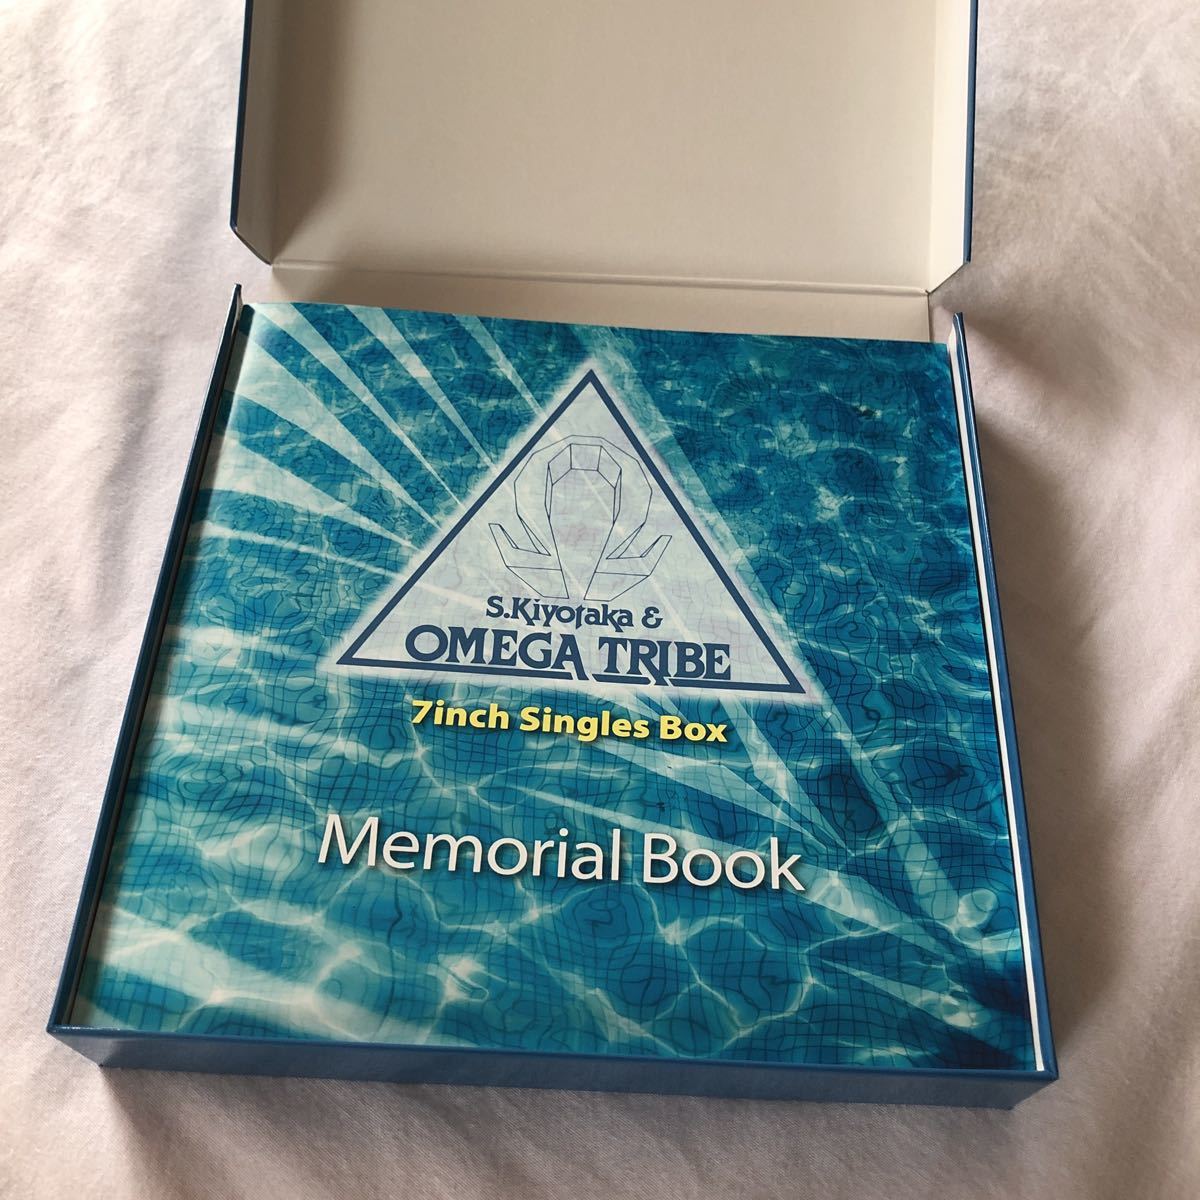 S.Kiyotaka &
OMEGA TRIBE
7inch Singles Box
Memorial Book